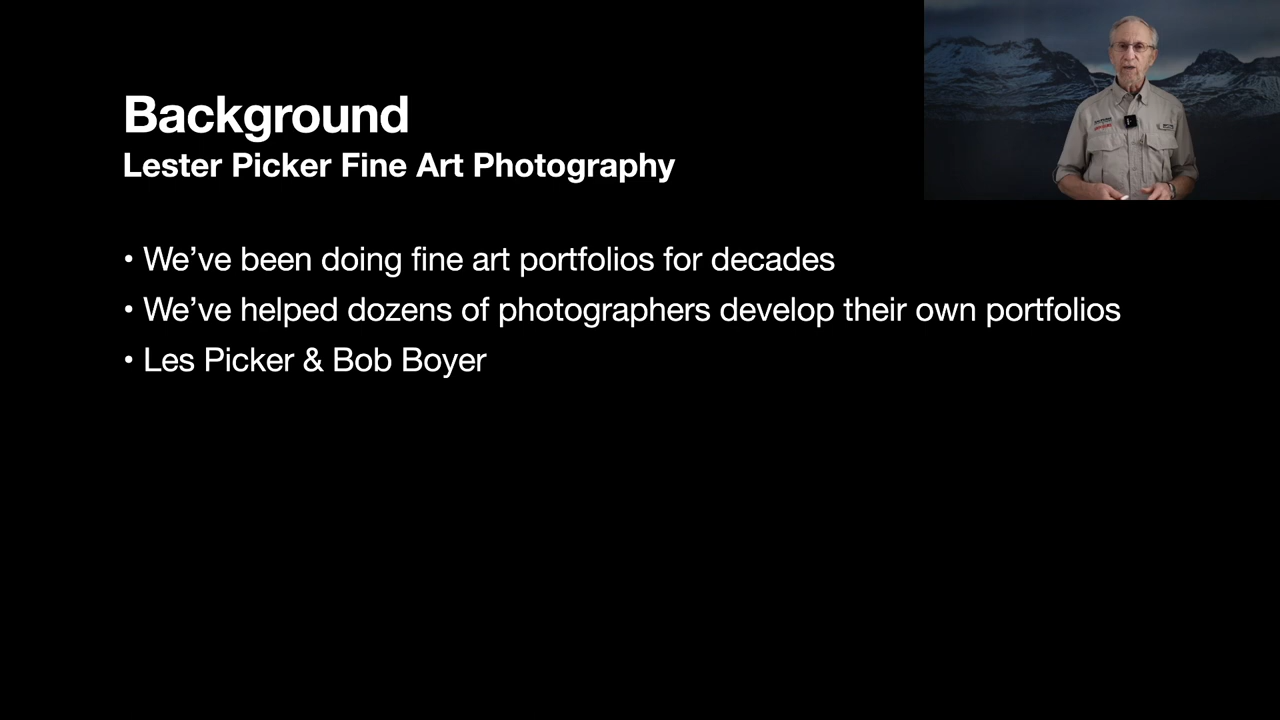 Background
Lester Picker Fine Art Photography
• We’ve been doing fine art portfolios for decades
• We’ve helped dozens of photographers develop their own portfolios
• Les Picker & Bob Boyer